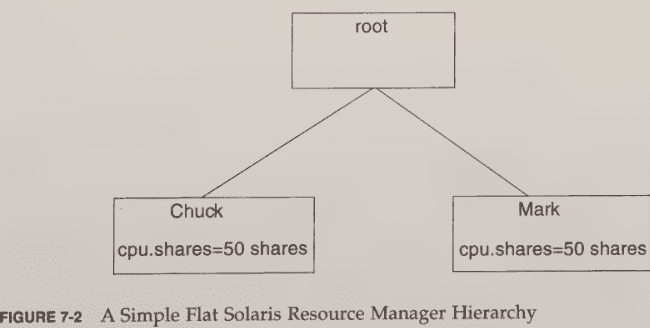 root
Chuck
cpu.shares=50 shares
Mark
cpu.shares=50 shares
FIGURE 7-2 A Simple Flat Solaris Resource Manager Hierarchy